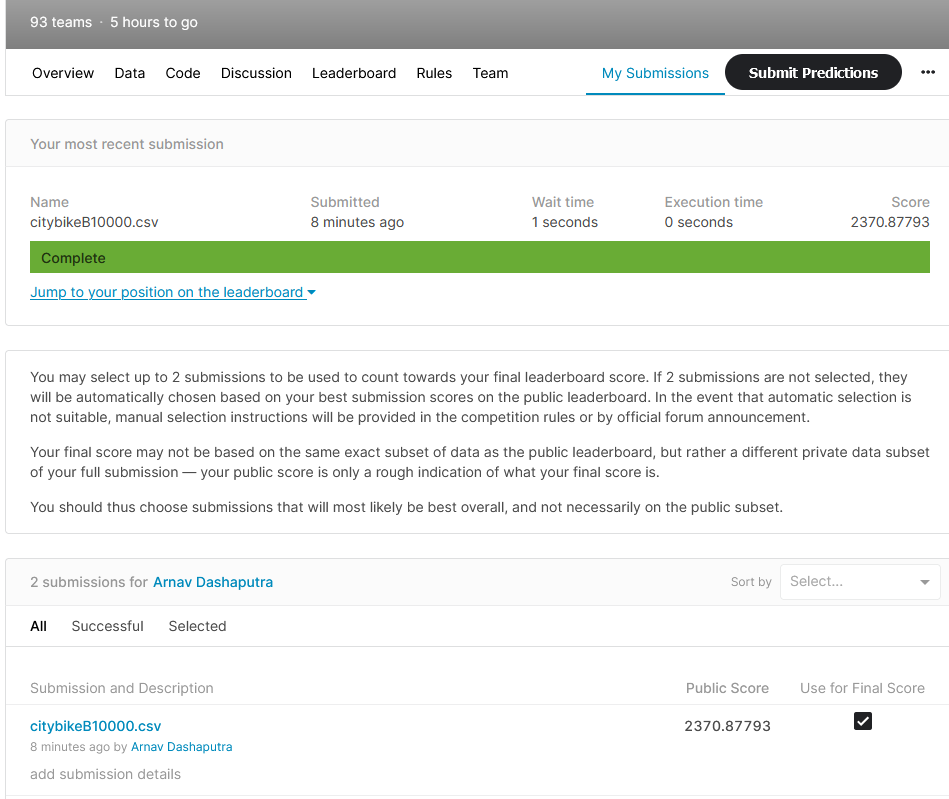 93 teams · 5 hours to go
Overview Data Code Discussion Leaderboard Rules Team My Submissions Submit Predictions •••
Your most recent submission
Name Submitted Wait time Execution time Score
citybikeB10000.csv 8 minutes ago 1 seconds 0 seconds 2370.87793
Complete
Jump to your position on the leaderboard
You may select up to 2 submissions to be used to count towards your final leaderboard score. If 2 submissions are not selected, they
will be automatically chosen based on your best submission scores on the public leaderboard. In the event that automatic selection is
not suitable, manual selection instructions will be provided in the competition rules or by official forum announcement.
Your final score may not be based on the same exact subset of data as the public leaderboard, but rather a different private data subset
of your full submission — your public score is only a rough indication of what your final score is.
You should thus choose submissions that will most likely be best overall, and not necessarily on the public subset.
2 submissions for Arnav Dashaputra Sort by Select...
All Successful Selected
Submission and Description Public Score Use for Final Score
citybikeB10000.csv 2370.87793
8 minutes ago by Arnav Dashaputra
add submission details